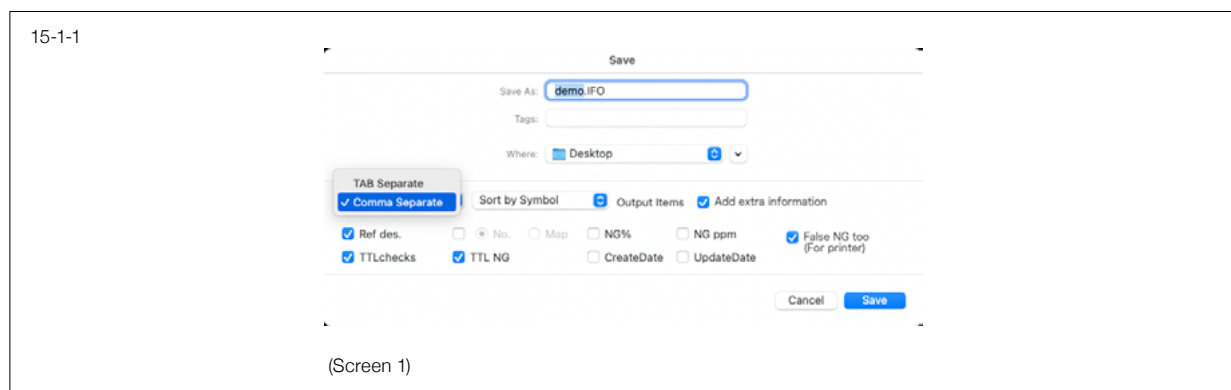 15-1-1
Save
Save As: demo.IFO
Tags:
Where: Desktop
TAB Separate
✓ Comma Separate Sort by Symbol Output Items Add extra information
Ref des. No. Map NG% NG ppm False NG too
(For printer)
TTLchecks TTL NG CreateDate UpdateDate
Cancel Save
(Screen 1)